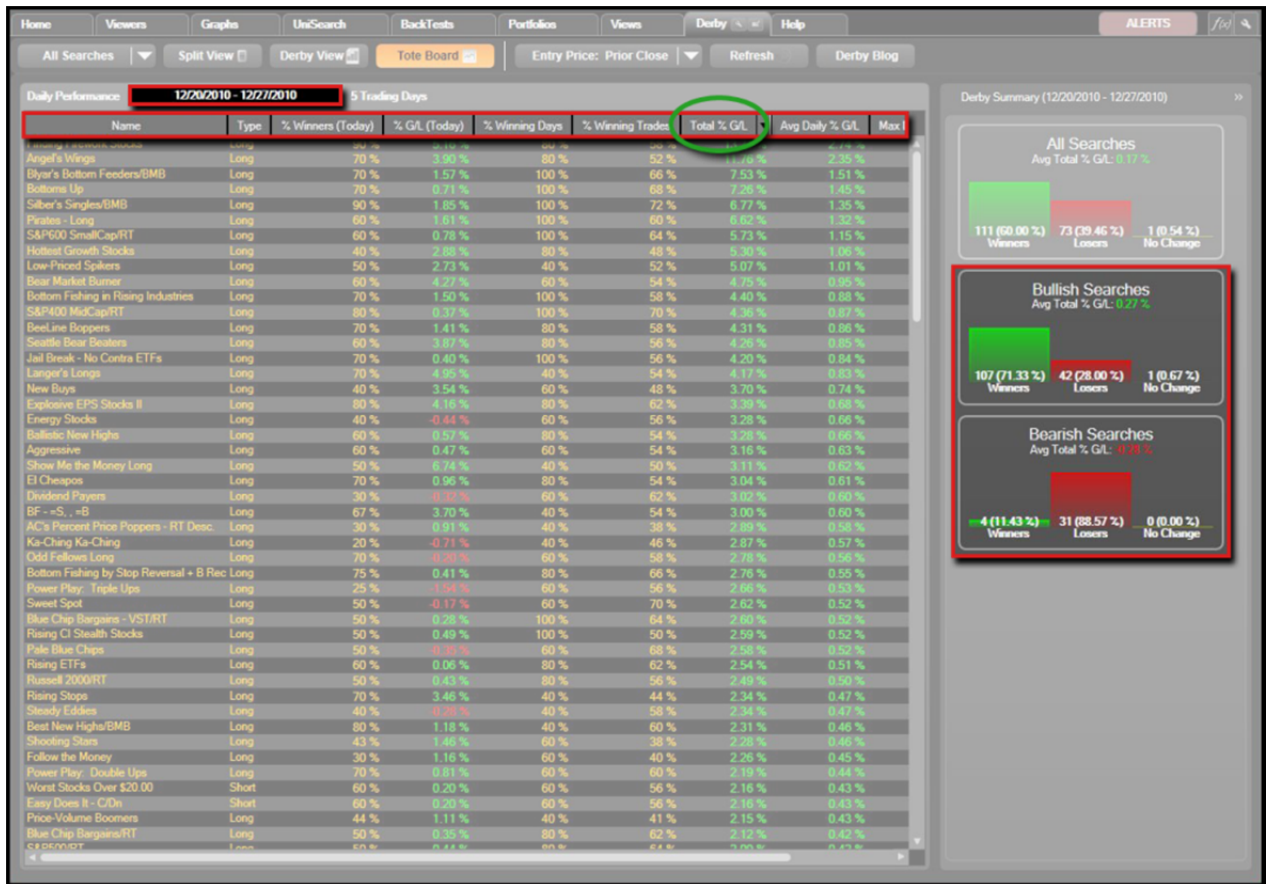 Home Viewers Graphs UniSearch BackTests Portfolios Views Derby Help ALERTS f(x)
All Searches Split View Derby View Tote Board Entry Price: Prior Close Refresh Derby Blog
Daily Performance 12/20/2010 - 12/27/2010 5 Trading Days
Name Type % Winners (Today) % G/L (Today) % Winning Days % Winning Trades Total % G/L Avg Daily % G/L Max
Angel's Wings Long 70 % 3.90 % 80 % 52 % 11.76 % 2.35 %
Blyar's Bottom Feeders/BMB Long 70 % 1.57 % 100 % 66 % 7.53 % 1.51 %
Bottoms Up Long 70 % 0.71 % 100 % 68 % 7.26 % 1.45 %
Silber's Singles/BMB Long 90 % 1.85 % 100 % 72 % 6.77 % 1.35 %
Pirates - Long Long 60 % 1.61 % 100 % 60 % 6.62 % 1.32 %
S&P600 SmallCap/RT Long 60 % 0.78 % 100 % 64 % 5.73 % 1.15 %
Hottest Growth Stocks Long 40 % 2.88 % 80 % 48 % 5.30 % 1.06 %
Low-Priced Spikers Long 50 % 2.73 % 40 % 52 % 5.07 % 1.01 %
Bear Market Burner Long 60 % 4.27 % 60 % 54 % 4.75 % 0.95 %
Bottom Fishing in Rising Industries Long 70 % 1.50 % 100 % 58 % 4.40 % 0.88 %
S&P400 MidCap/RT Long 80 % 0.37 % 100 % 70 % 4.36 % 0.87 %
BeeLine Boppers Long 70 % 1.41 % 80 % 58 % 4.31 % 0.86 %
Seattle Bear Beaters Long 60 % 3.87 % 80 % 56 % 4.26 % 0.85 %
Jail Break - No Contra ETFs Long 70 % 0.40 % 100 % 56 % 4.20 % 0.84 %
Langer's Longs Long 70 % 4.95 % 40 % 54 % 4.17 % 0.83 %
New Buys Long 40 % 3.54 % 60 % 48 % 3.70 % 0.74 %
Explosive EPS Stocks II Long 80 % 4.16 % 80 % 62 % 3.39 % 0.68 %
Energy Stocks Long 40 % -0.44 % 60 % 56 % 3.28 % 0.66 %
Ballistic New Highs Long 60 % 0.57 % 80 % 54 % 3.28 % 0.66 %
Aggressive Long 60 % 0.47 % 60 % 54 % 3.16 % 0.63 %
Show Me the Money Long Long 50 % 6.74 % 40 % 50 % 3.11 % 0.62 %
El Cheapos Long 70 % 0.96 % 80 % 54 % 3.04 % 0.61 %
Dividend Payers Long 30 % -0.32 % 60 % 62 % 3.02 % 0.60 %
BF - =S, , =B Long 67 % 3.70 % 40 % 54 % 3.00 % 0.60 %
AC's Percent Price Poppers - RT Desc. Long 30 % 0.91 % 40 % 38 % 2.89 % 0.58 %
Ka-Ching Ka-Ching Long 20 % -0.71 % 40 % 46 % 2.87 % 0.57 %
Odd Fellows Long Long 70 % -0.20 % 60 % 58 % 2.78 % 0.56 %
Bottom Fishing by Stop Reversal + B Rec Long 75 % 0.41 % 80 % 66 % 2.76 % 0.55 %
Power Play: Triple Ups Long 25 % 60 % 56 % 2.66 % 0.53 %
Sweet Spot Long 50 % -0.17 % 60 % 70 % 2.62 % 0.52 %
Blue Chip Bargains - VST/RT Long 50 % 0.28 % 100 % 64 % 2.60 % 0.52 %
Rising CI Stealth Stocks Long 50 % 0.49 % 100 % 50 % 2.59 % 0.52 %
Pale Blue Chips Long 50 % -0.35 % 60 % 68 % 2.58 % 0.52 %
Rising ETFs Long 60 % 0.06 % 80 % 62 % 2.54 % 0.51 %
Russell 2000/RT Long 50 % 0.43 % 80 % 56 % 2.49 % 0.50 %
Rising Stops Long 70 % 3.46 % 40 % 44 % 2.34 % 0.47 %
Steady Eddies Long 40 % 40 % 58 % 2.34 % 0.47 %
Best New Highs/BMB Long 80 % 1.18 % 40 % 60 % 2.31 % 0.46 %
Shooting Stars Long 43 % 1.46 % 60 % 38 % 2.28 % 0.46 %
Follow the Money Long 30 % 1.16 % 60 % 40 % 2.26 % 0.45 %
Power Play: Double Ups Long 70 % 0.81 % 60 % 60 % 2.19 % 0.44 %
Worst Stocks Over $20.00 Short 60 % 0.20 % 60 % 56 % 2.16 % 0.43 %
Easy Does It - C/Dn Short 60 % 0.20 % 60 % 56 % 2.16 % 0.43 %
Price-Volume Boomers Long 44 % 1.11 % 40 % 41 % 2.15 % 0.43 %
Blue Chip Bargains/RT Long 50 % 0.35 % 80 % 62 % 2.12 % 0.42 %
Derby Summary (12/20/2010 - 12/27/2010) »
All Searches
Avg Total % G/L: 0.17 %
111 (60.00 %) 73 (39.46 %) 1 (0.54 %)
Winners Losers No Change
Bullish Searches
Avg Total % G/L: 0.27 %
107 (71.33 %) 42 (28.00 %) 1 (0.67 %)
Winners Losers No Change
Bearish Searches
Avg Total % G/L:
4 (11.43 %) 31 (88.57 %) 0 (0.00 %)
Winners Losers No Change